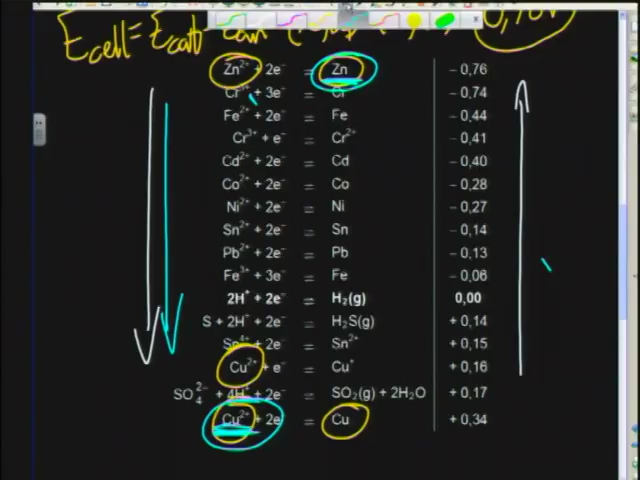 Ecell = Ecat - Ean
Zn²⁺ + 2e⁻ = Zn − 0,76
Cr³⁺ + 3e⁻ = Cr − 0,74
Fe²⁺ + 2e⁻ = Fe − 0,44
Cr³⁺ + e⁻ = Cr²⁺ − 0,41
Cd²⁺ + 2e⁻ = Cd − 0,40
Co²⁺ + 2e⁻ = Co − 0,28
Ni²⁺ + 2e⁻ = Ni − 0,27
Sn²⁺ + 2e⁻ = Sn − 0,14
Pb²⁺ + 2e⁻ = Pb − 0,13
Fe³⁺ + 3e⁻ = Fe − 0,06
2H⁺ + 2e⁻ = H₂(g) 0,00
S + 2H⁺ + 2e⁻ = H₂S(g) + 0,14
Sn⁴⁺ + 2e⁻ = Sn²⁺ + 0,15
Cu²⁺ + e⁻ = Cu⁺ + 0,16
SO₄²⁻ + 4H⁺ + 2e⁻ = SO₂(g) + 2H₂O + 0,17
Cu²⁺ + 2e⁻ = Cu + 0,34